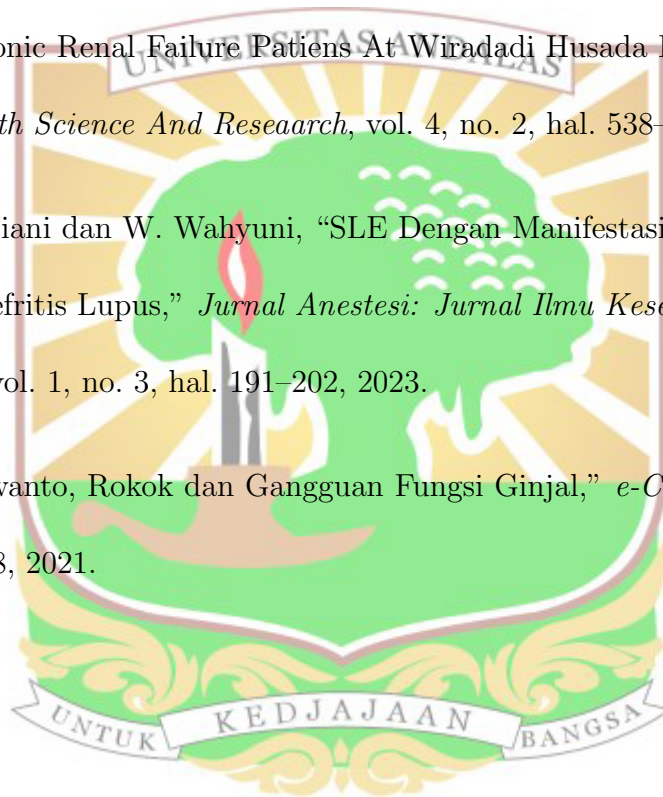 onic Renal Failure Patiens At Wiradadi Husada
UNIVERSITAS ANDALAS
th Science And Reseaarch, vol. 4, no. 2, hal. 538–
iani dan W. Wahyuni, “SLE Dengan Manifestasi
efritis Lupus,” Jurnal Anestesi: Jurnal Ilmu Kese
vol. 1, no. 3, hal. 191–202, 2023.
vanto, Rokok dan Gangguan Fungsi Ginjal,” e-C
8, 2021.
UNTUK KEDJAJAAN BANGSA